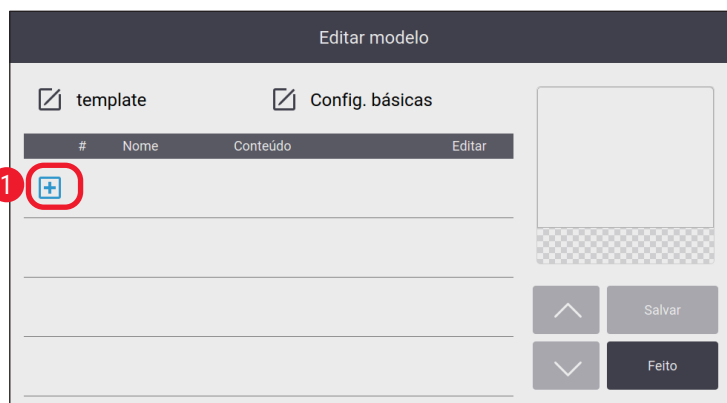 Editar modelo
template
Config. básicas
# Nome Conteúdo Editar
1
Salvar
Feito